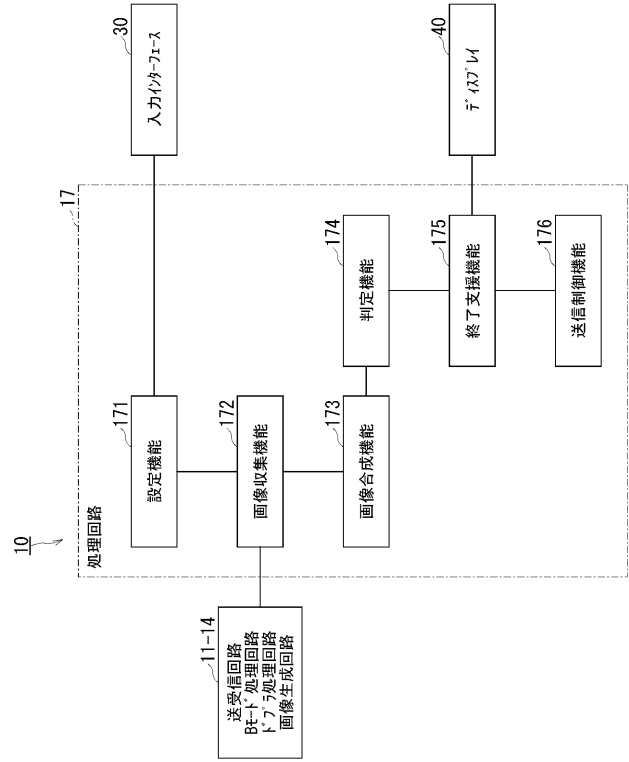 10
処理回路
17
11-14
送受信回路
Bﾓｰﾄﾞ処理回路
ﾄﾞﾌﾟﾗ処理回路
画像生成回路
171
設定機能
172
画像収集機能
173
画像合成機能
174
判定機能
175
終了支援機能
176
送信制御機能
30
入力ｲﾝﾀｰﾌｪｰｽ
40
ﾃﾞｨｽﾌﾟﾚｲ